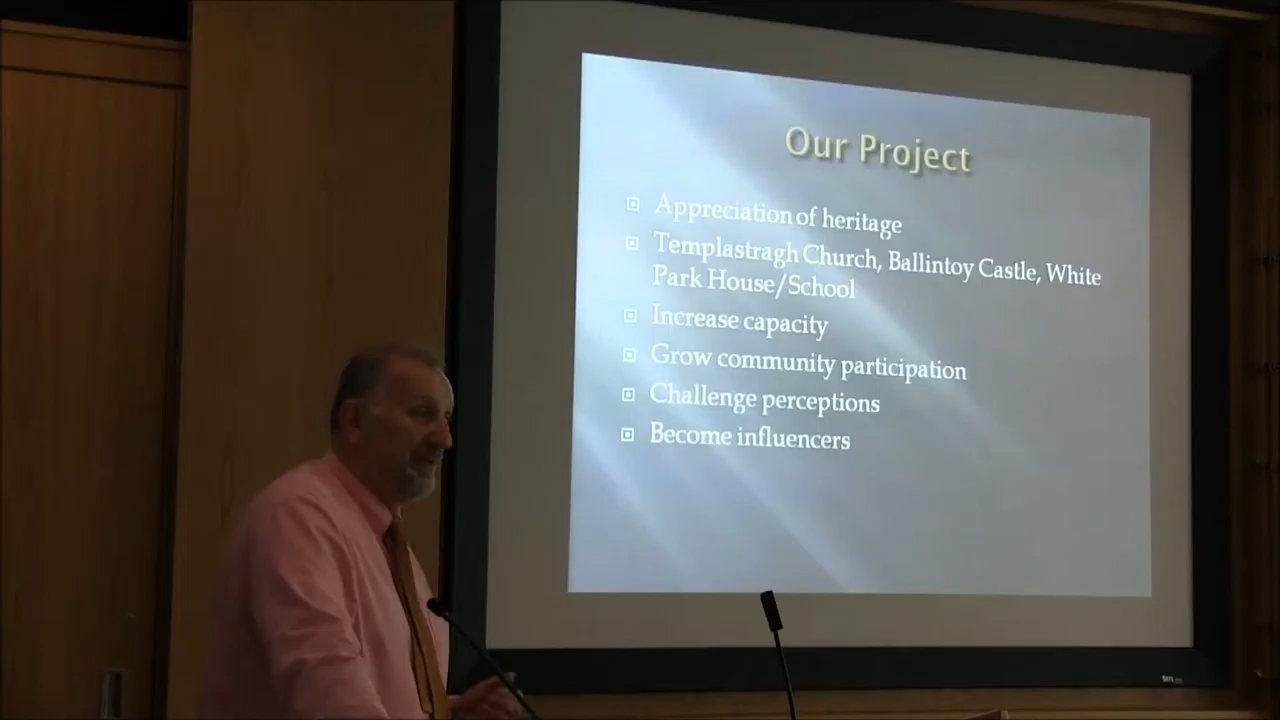 Our Project
Appreciation of heritage
Templastragh Church, Ballintoy Castle, White
Park House/School
Increase capacity
Grow community participation
Challenge perceptions
Become influencers